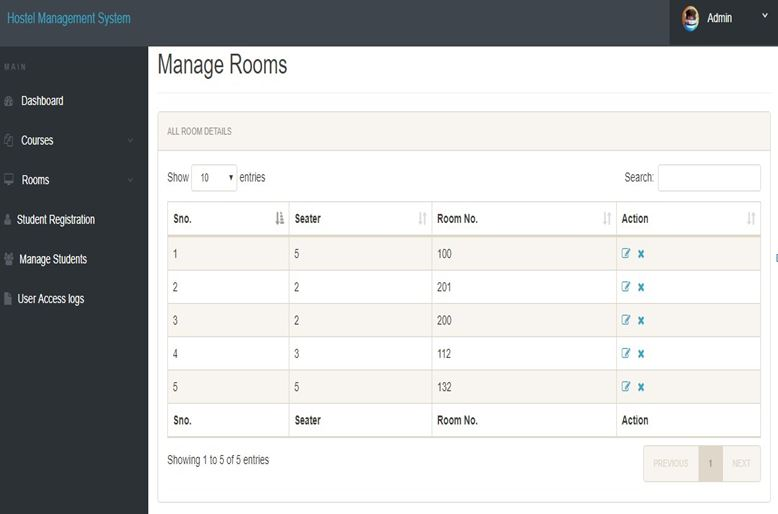 Hostel Management System
Admin
MAIN
Dashboard
Courses
Rooms
Student Registration
Manage Students
User Access logs
Manage Rooms
ALL ROOM DETAILS
Show 10 entries Search:
Sno. Seater Room No. Action
1 5 100
2 2 201
3 2 200
4 3 112
5 5 132
Sno. Seater Room No. Action
Showing 1 to 5 of 5 entries
PREVIOUS 1 NEXT